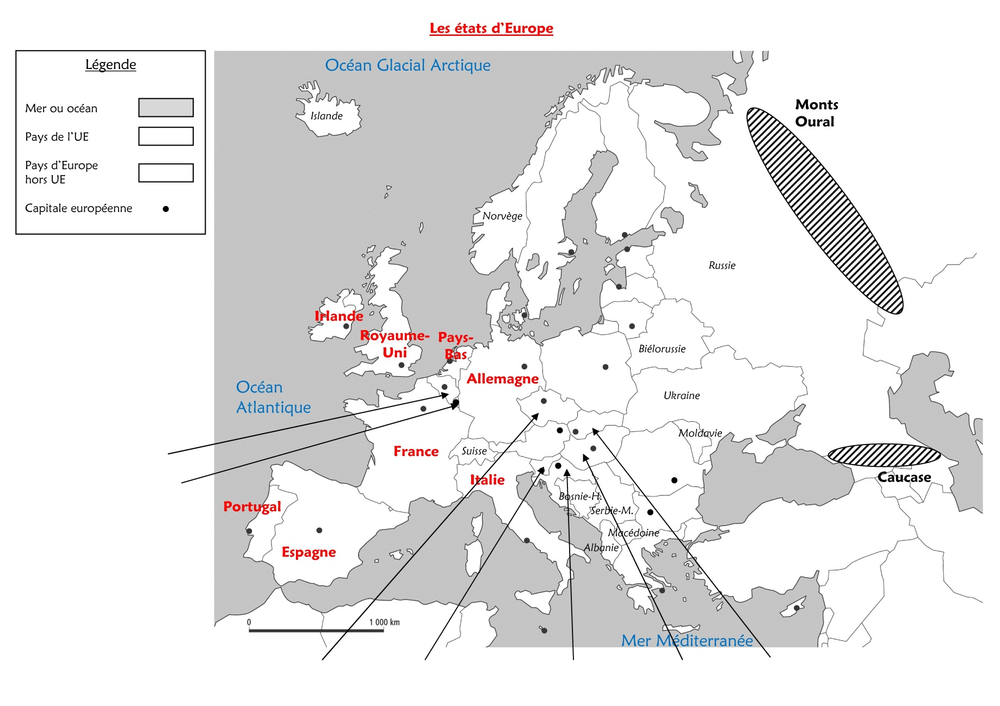 Les états d'Europe
Légende
Mer ou océan
Pays de l'UE
Pays d'Europe
hors UE
Capitale européenne
Océan Glacial Arctique
Islande
Monts
Oural
Norvège
Russie
Irlande
Royaume-
Uni
Pays-
Bas
Biélorussie
Allemagne
Océan
Atlantique
Ukraine
Moldavie
France
Suisse
Italie
Caucase
Bosnie-H.
Serbie-M.
Portugal
Macédoine
Albanie
Espagne
0
1 000 km
Mer Méditerranée